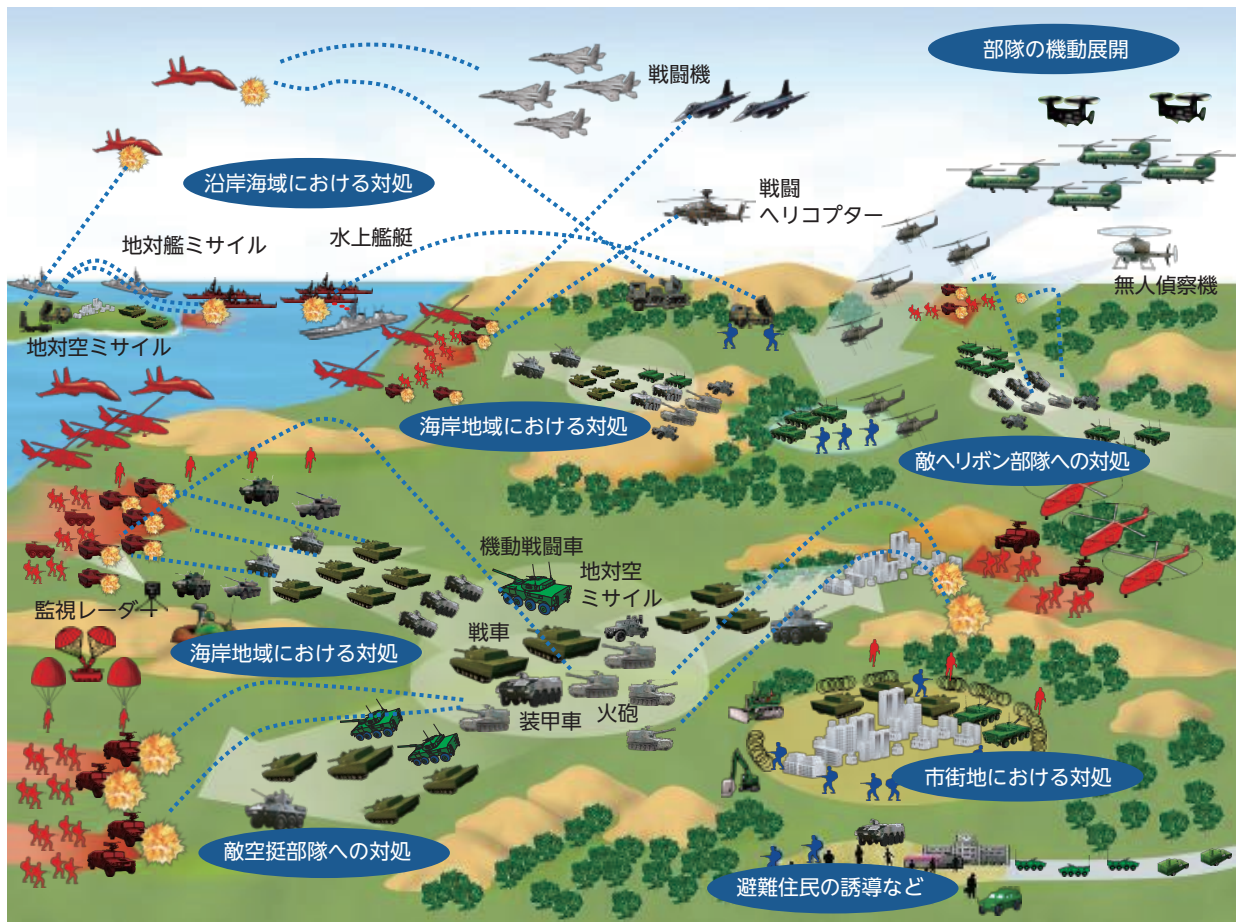 部隊の機動展開
戦闘機
沿岸海域における対処
戦闘
ヘリコプター
水上艦艇
地対艦ミサイル
無人偵察機
地対空ミサイル
海岸地域における対処
敵ヘリボン部隊への対処
機動戦闘車
地対空
ミサイル
監視レーダー
戦車
海岸地域における対処
装甲車
火砲
市街地における対処
敵空挺部隊への対処
避難住民の誘導など